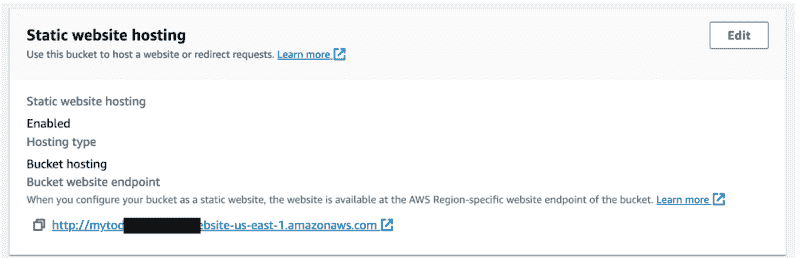 Static website hosting
Edit
Use this bucket to host a website or redirect requests. Learn more
Static website hosting
Enabled
Hosting type
Bucket hosting
Bucket website endpoint
When you configure your bucket as a static website, the website is available at the AWS Region-specific website endpoint of the bucket. Learn more
http://mytod ebsite-us-east-1.amazonaws.com